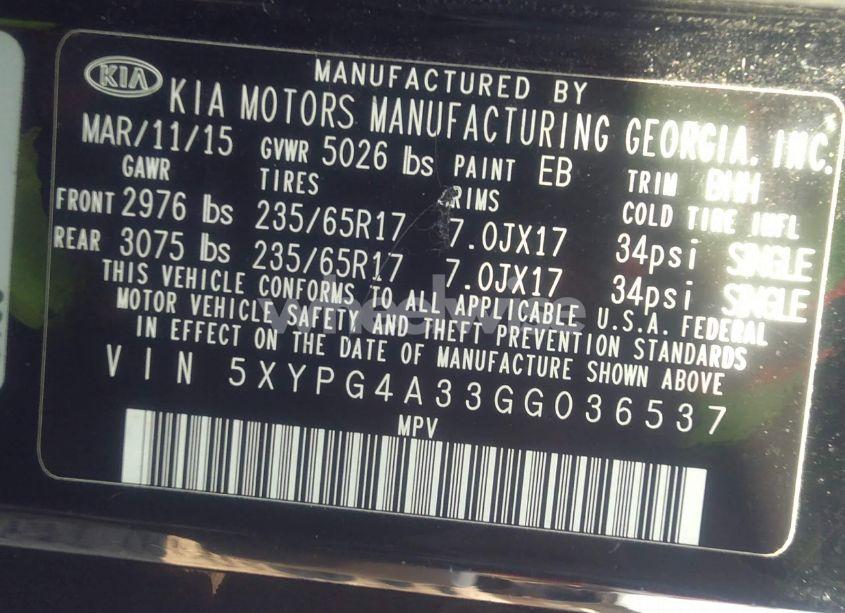 KIA
MANUFACTURED BY
KIA MOTORS MANUFACTURING GEORGIA, INC.
MAR/11/15 GVWR 5026 lbs PAINT EB TRIM BHH
GAWR TIRES RIMS COLD TIRE INFL
FRONT 2976 lbs 235/65R17 7.0JX17 34psi SINGLE
REAR 3075 lbs 235/65R17 7.0JX17 34psi SINGLE
THIS VEHICLE CONFORMS TO ALL APPLICABLE U.S.A. FEDERAL
MOTOR VEHICLE SAFETY AND THEFT PREVENTION STANDARDS
IN EFFECT ON THE DATE OF MANUFACTURE SHOWN ABOVE
VIN 5XYPG4A33GG036537
MPV
wheelwise